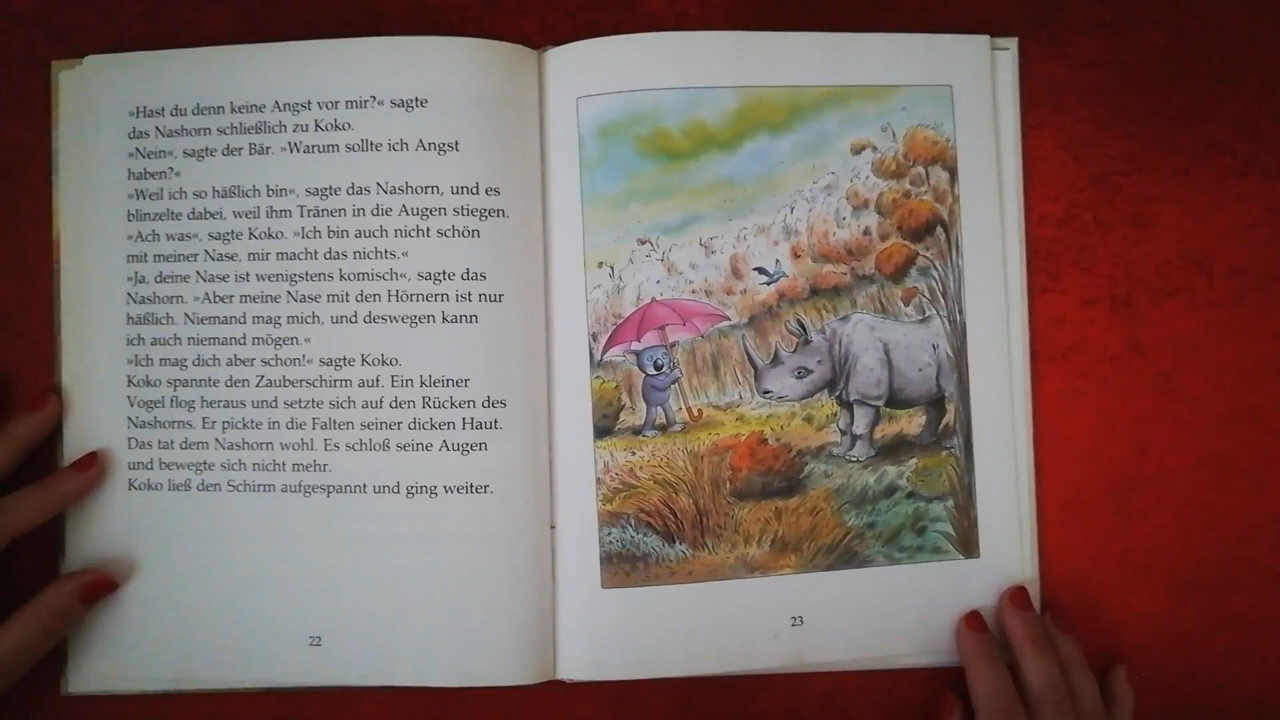 »Hast du denn keine Angst vor mir?« sagte
das Nashorn schließlich zu Koko.
»Nein«, sagte der Bär. »Warum sollte ich Angst
haben?«
»Weil ich so häßlich bin«, sagte das Nashorn, und es
blinzelte dabei, weil ihm Tränen in die Augen stiegen.
»Ach was«, sagte Koko. »Ich bin auch nicht schön
mit meiner Nase, mir macht das nichts.«
»Ja, deine Nase ist wenigstens komisch«, sagte das
Nashorn. »Aber meine Nase mit den Hörnern ist nur
häßlich. Niemand mag mich, und deswegen kann
ich auch niemand mögen.«
»Ich mag dich aber schon!« sagte Koko.
Koko spannte den Zauberschirm auf. Ein kleiner
Vogel flog heraus und setzte sich auf den Rücken des
Nashorns. Er pickte in die Falten seiner dicken Haut.
Das tat dem Nashorn wohl. Es schloß seine Augen
und bewegte sich nicht mehr.
Koko ließ den Schirm aufgespannt und ging weiter.
22
23